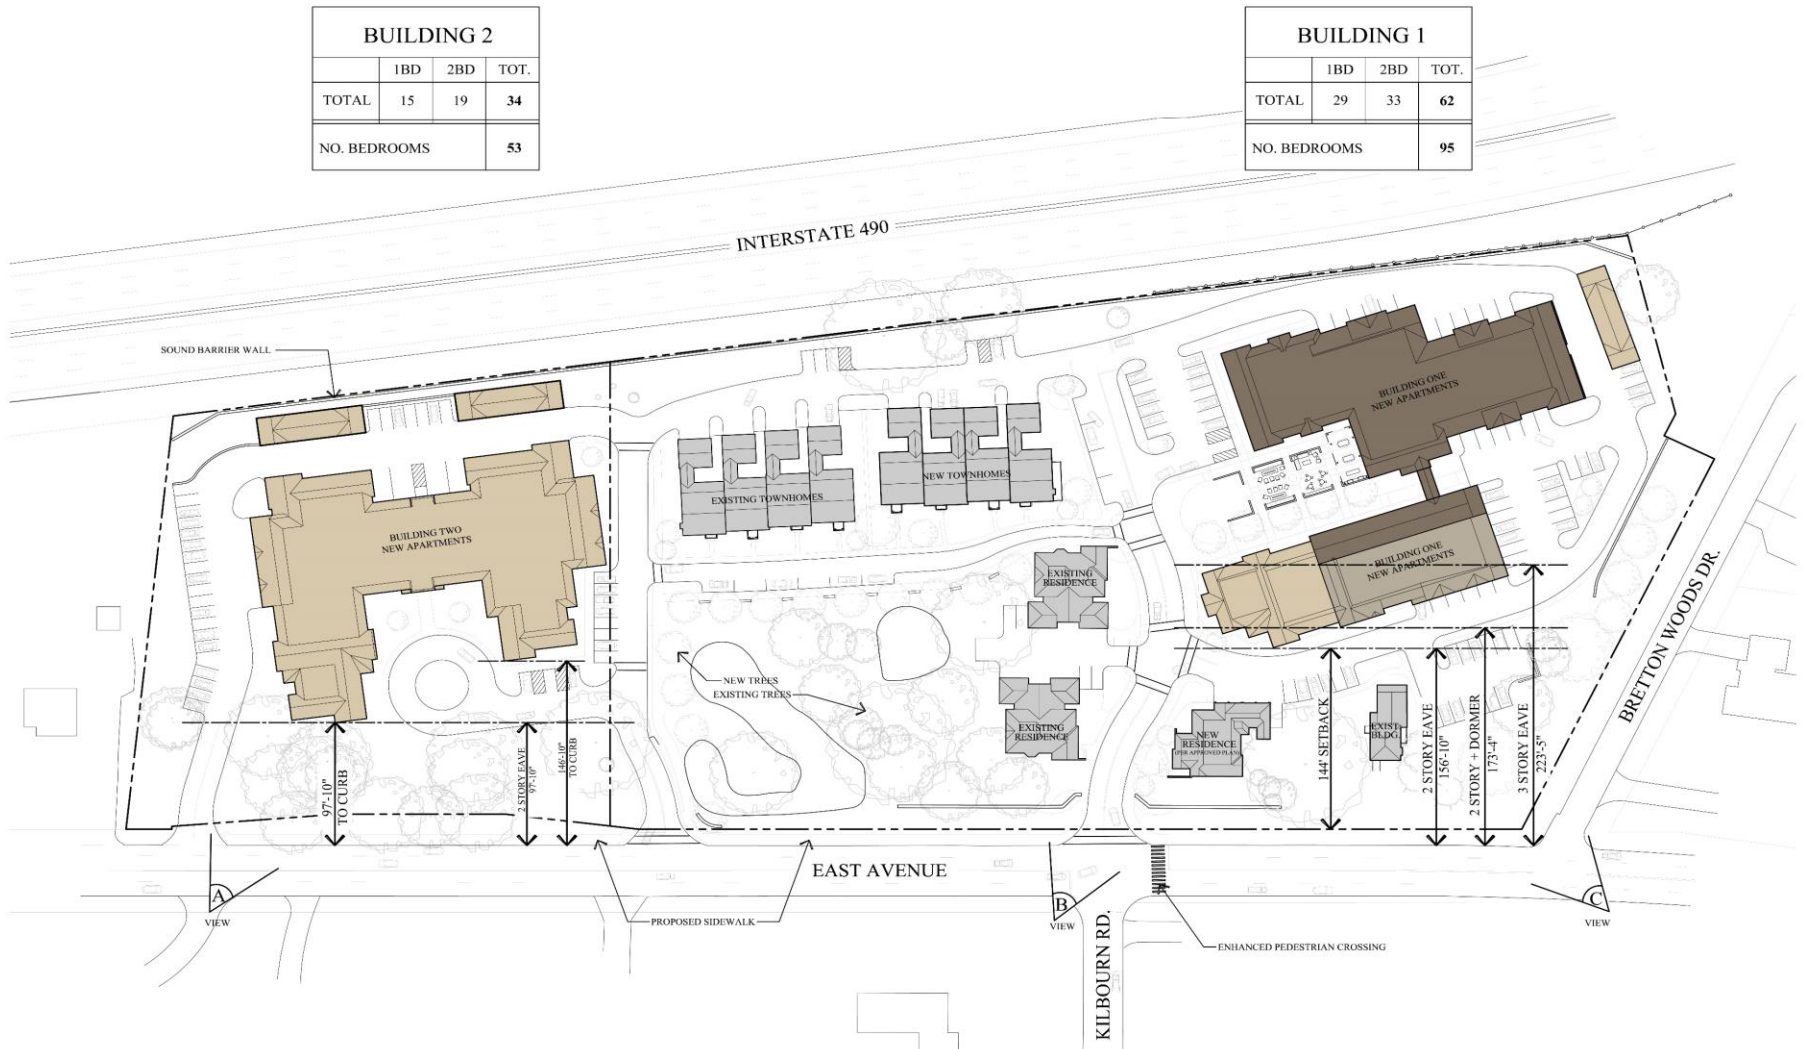 BUILDING 2
1BD 2BD TOT.
TOTAL 15 19 34
NO. BEDROOMS 53
BUILDING 1
1BD 2BD TOT.
TOTAL 29 33 62
NO. BEDROOMS 95
INTERSTATE 490
SOUND BARRIER WALL
BUILDING ONE
NEW APARTMENTS
EXISTING TOWNHOMES
NEW TOWNHOMES
BUILDING TWO
NEW APARTMENTS
BUILDING ONE
NEW APARTMENTS
EXISTING
RESIDENCE
BRETTON WOODS DR.
NEW TREES
EXISTING TREES
EXISTING
RESIDENCE
NEW
RESIDENCE
(PER APPROVED PLAN)
EXIST.
BLDG.
97'-10"
TO CURB
2 STORY EAVE
97'-10"
146'-10"
TO CURB
144' SETBACK
2 STORY EAVE
156'-10"
2 STORY + DORMER
173'-4"
3 STORY EAVE
223'-5"
EAST AVENUE
A
VIEW
B
VIEW
C
VIEW
PROPOSED SIDEWALK
ENHANCED PEDESTRIAN CROSSING
KILBOURN RD.